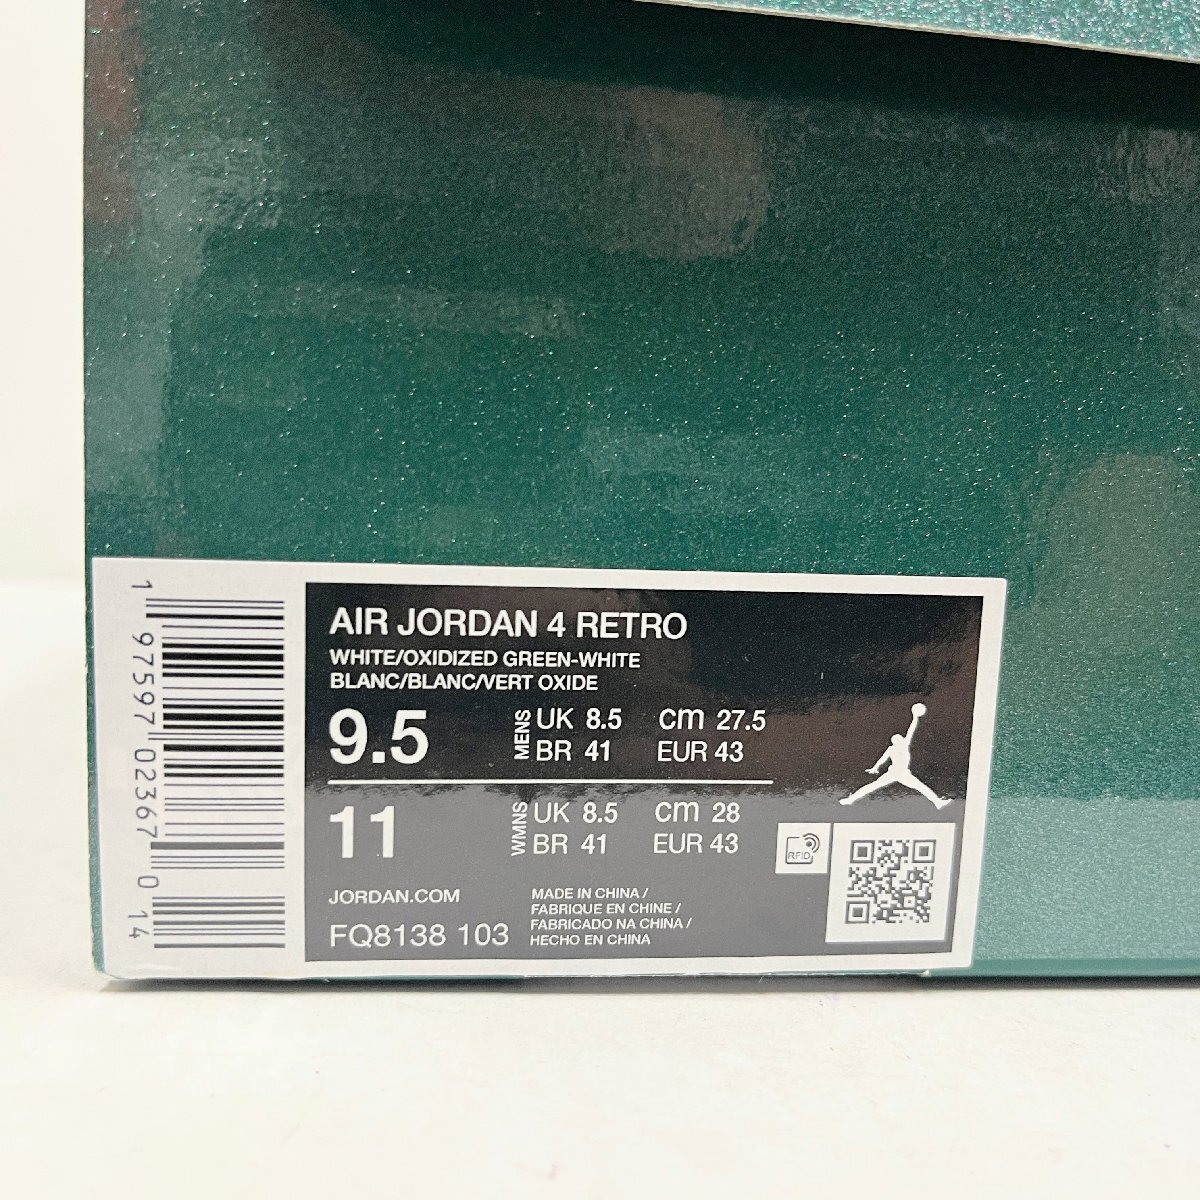 AIR JORDAN 4 RETRO
WHITE/OXIDIZED GREEN-WHITE
BLANC/BLANC/VERT OXIDE
9.5 MENS UK 8.5 cm 27.5
BR 41 EUR 43
11 WMNS UK 8.5 cm 28
BR 41 EUR 43
RFID
JORDAN.COM
FQ8138 103
MADE IN CHINA /
FABRIQUE EN CHINE /
FABRICADO NA CHINA /
HECHO EN CHINA
1 97597 02367 0 14